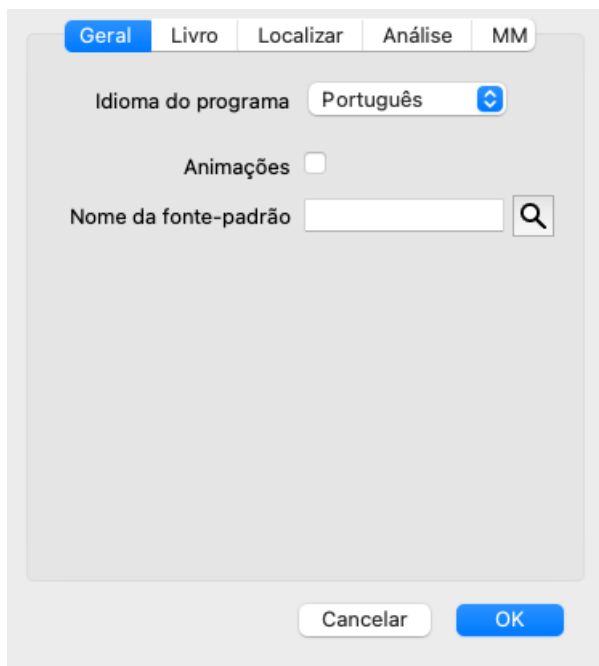 Geral Livro Localizar Análise MM
Idioma do programa Português
Animações
Nome da fonte-padrão
Cancelar OK